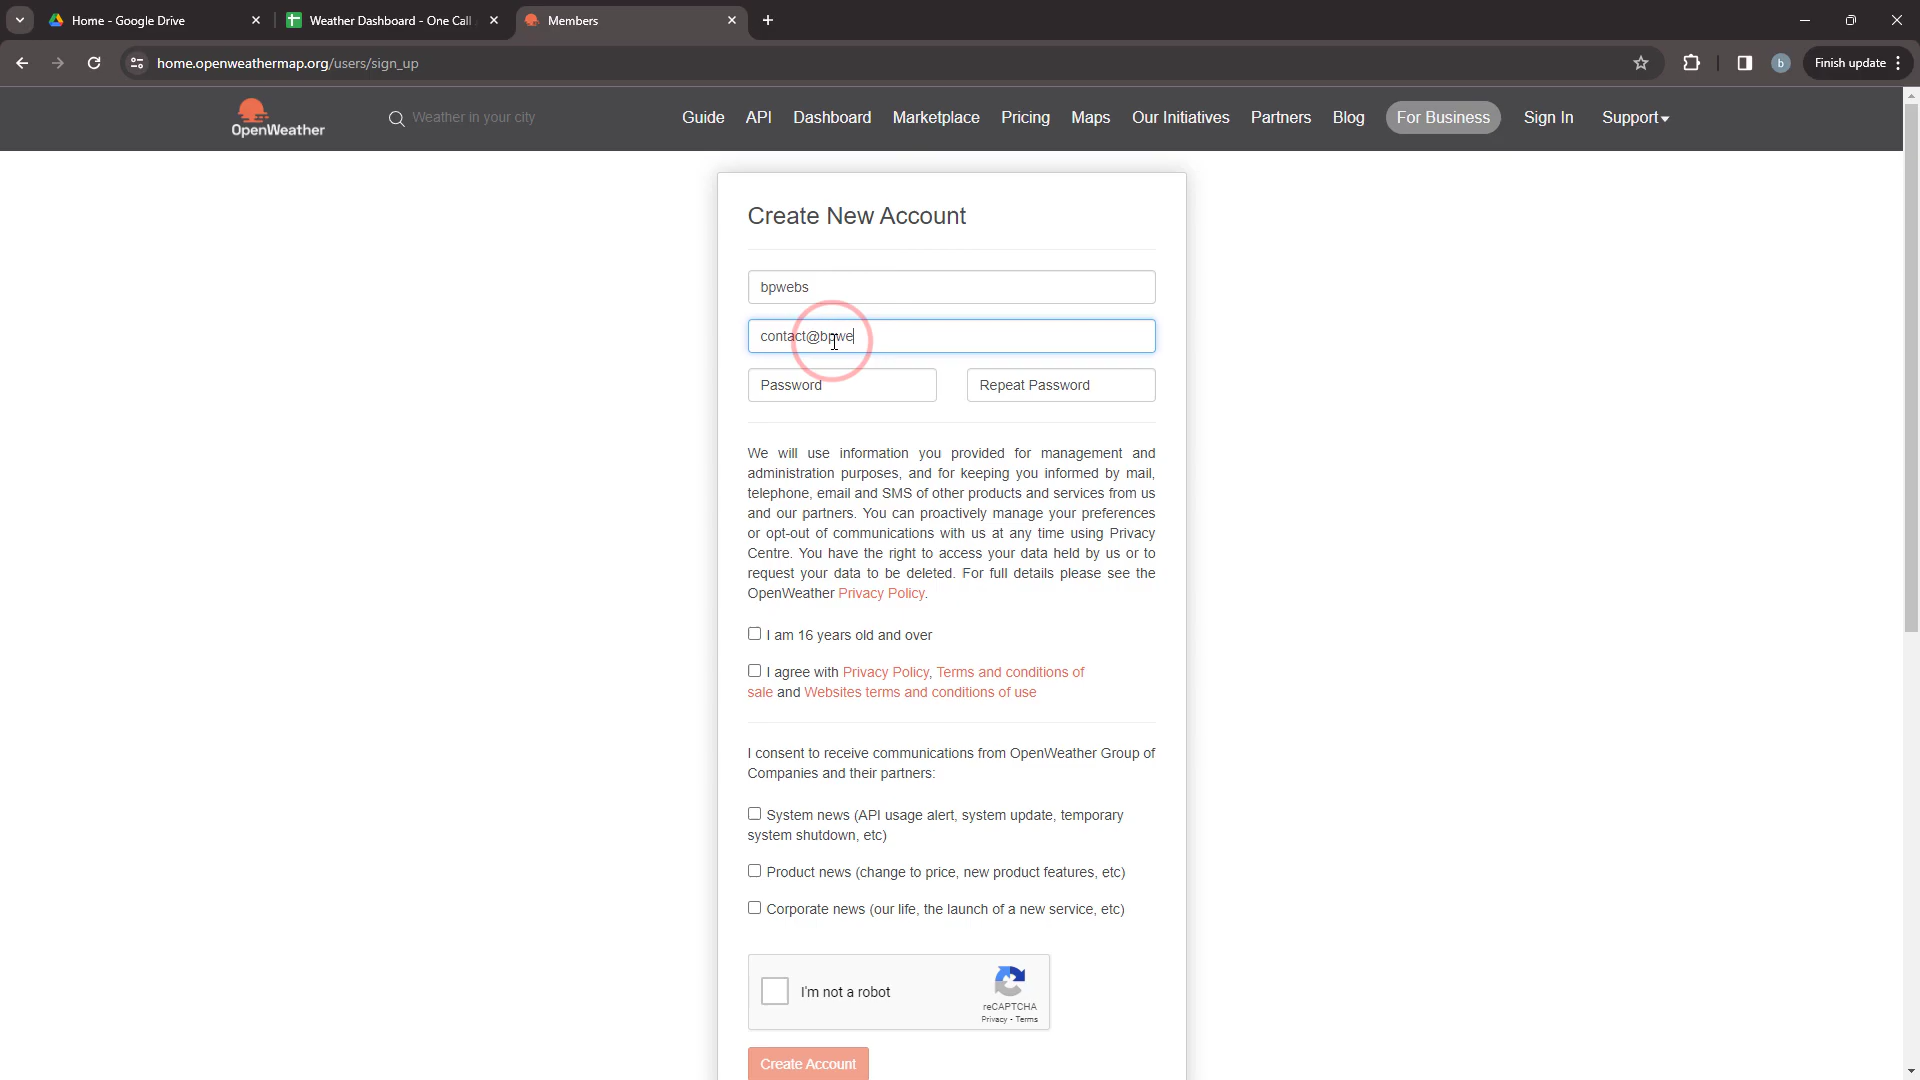 Home - Google Drive
Weather Dashboard - One Call
Members
home.openweathermap.org/users/sign_up
b
Finish update
OpenWeather
Weather in your city
Guide
API
Dashboard
Marketplace
Pricing
Maps
Our Initiatives
Partners
Blog
For Business
Sign In
Support
Create New Account
bpwebs
contact@bpwe
Password
Repeat Password
We will use information you provided for management and
administration purposes, and for keeping you informed by mail,
telephone, email and SMS of other products and services from us
and our partners. You can proactively manage your preferences
or opt-out of communications with us at any time using Privacy
Centre. You have the right to access your data held by us or to
request your data to be deleted. For full details please see the
OpenWeather Privacy Policy.
I am 16 years old and over
I agree with Privacy Policy, Terms and conditions of
sale and Websites terms and conditions of use
I consent to receive communications from OpenWeather Group of
Companies and their partners:
System news (API usage alert, system update, temporary
system shutdown, etc)
Product news (change to price, new product features, etc)
Corporate news (our life, the launch of a new service, etc)
I'm not a robot
reCAPTCHA
Privacy - Terms
Create Account